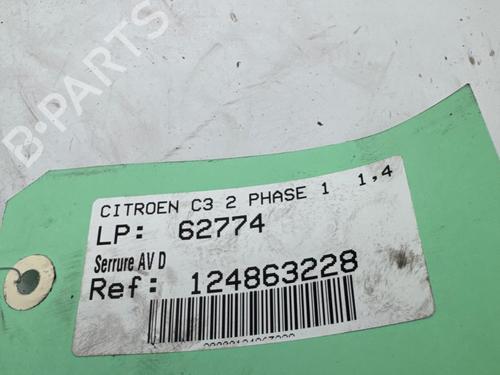 B-PARTS
CITROEN C3 2 PHASE 1 1,4
LP: 62774
Serrure AV D
Ref: 124863228